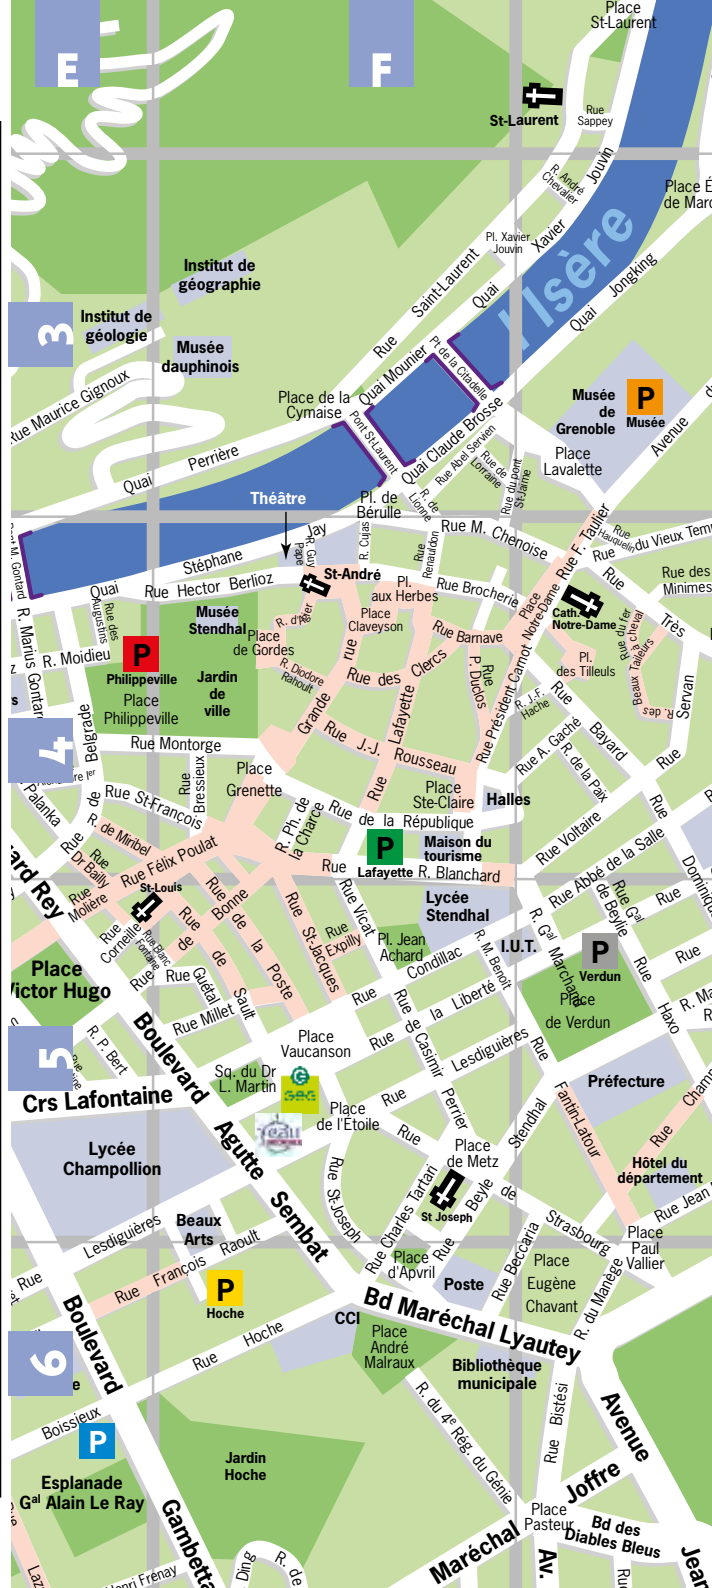 Place
St-Laurent
E
F
St-Laurent
Rue
Sappey
R. André
Chevalier
Jouvin
Xavier
Quai
Pl. Xavier
Jouvin
l'Isère
Quai Jongking
Rue Saint-Laurent
Institut de
géographie
3
Institut de
géologie
Musée
dauphinois
Rue Maurice Gignoux
Quai Perrière
Place de la
Cymaise
Quai Mounier
Pt de la Citadelle
Pont St-Laurent
Quai Claude Brosse
Rue Abel Servien
Rue de
Lorraine
Rue du pont
St-Jaime
R. de
Lionne
Musée
de
Grenoble
P
Musée
Place
Lavalette
Avenue
Théâtre
Pl. de
Bérulle
Quai Stéphane Jay
R. Guy
Pape
R. Cujas
Rue
Renauldon
Rue M. Chenoise
Rue F. Taulier
Rue
Hauquelin
Rue du Vieux Tem
Rue des
Minimes
Rue Très
Rue Hector Berlioz
St-André
Pl.
aux Herbes
Rue Brocherie
Place
Notre-Dame
Cath.
Notre-Dame
Rue du fer
à cheval
R. des Beaux Tailleurs
Servan
R. Marius Gontard
Rue des
Augustins
R. Moidieu
P
Philippeville
Place
Philippeville
Musée
Stendhal
Jardin
de
ville
Place
de Gordes
R. d'Agier
R. Diodore
Rahoult
Place
Claveyson
Grande rue
Rue des Clercs
Rue Barnave
Rue
P. Duclos
Rue Président Carnot
Pl.
des Tilleuls
R. J.-F.
Hache
Rue Bayard
4
Belgrade
Rue Montorge
Rue J.-J. Rousseau
Rue Lafayette
Place
Ste-Claire
Halles
Rue A. Gaché
R. de la Paix
Rue
Palanka
Rue de
Rue St-François
Rue
Bressieux
Place
Grenette
R. Ph. de
la Charce
Rue de la République
P
Lafayette
Maison du
tourisme
Rue R. Blanchard
Rue Voltaire
Rue
R. de Miribel
Rue
Dr Bailly
Rue Félix Poulat
Rue
Molière
St-Louis
Rue
Corneille
Rue Blanc
Fontaine
Rue de Bonne
Rue de la Poste
Rue de Sault
Rue St-Jacques
Rue Vicat
Rue
Expilly
Pl. Jean
Achard
Lycée
Stendhal
Rue Abbé de la Salle
Rue Gal
de Beylie
R. Gal Marchand
I.U.T.
R. M. Benoît
P
Verdun
Place
de Verdun
Rue
Rue
Rue Haxo
Place
Victor Hugo
Rue
Rue Guétal
Rue Millet
Rue Condillac
Rue de la Liberté
Place
Vaucanson
5
R. P. Bert
Boulevard
Agutte
Sembat
Crs Lafontaine
Sq. du Dr
L. Martin
GEG
eau
Place
de l'Étoile
Rue Lesdiguières
Rue
Casimir
Perrier
Rue
Fantin-Latour
Préfecture
Rue Champ
Rue Stendhal
Hôtel du
département
Rue Jean
Lycée
Champollion
Rue St-Joseph
Rue de Strasbourg
Place
de Metz
St Joseph
Rue Charles Tartari
Rue Beyle
Rue Lesdiguières
Beaux
Arts
Rue François Raoult
P
Hoche
Place
d'Apvril
Poste
Rue Beccaria
Place
Eugène
Chavant
R. du Manège
Place
Paul
Vallier
CCI
Bd Maréchal Lyautey
6
Boulevard
Gambetta
Rue Hoche
Place
André
Malraux
Bibliothèque
municipale
Boissieux
P
Esplanade
Gal Alain Le Ray
Jardin
Hoche
R. du 4e Rég. du Génie
Rue Bistési
Avenue
Jean
Maréchal Joffre
Place
Pasteur
Bd des
Diables Bleus
Av.
Henri Frénay
Ding
R. de
Laz